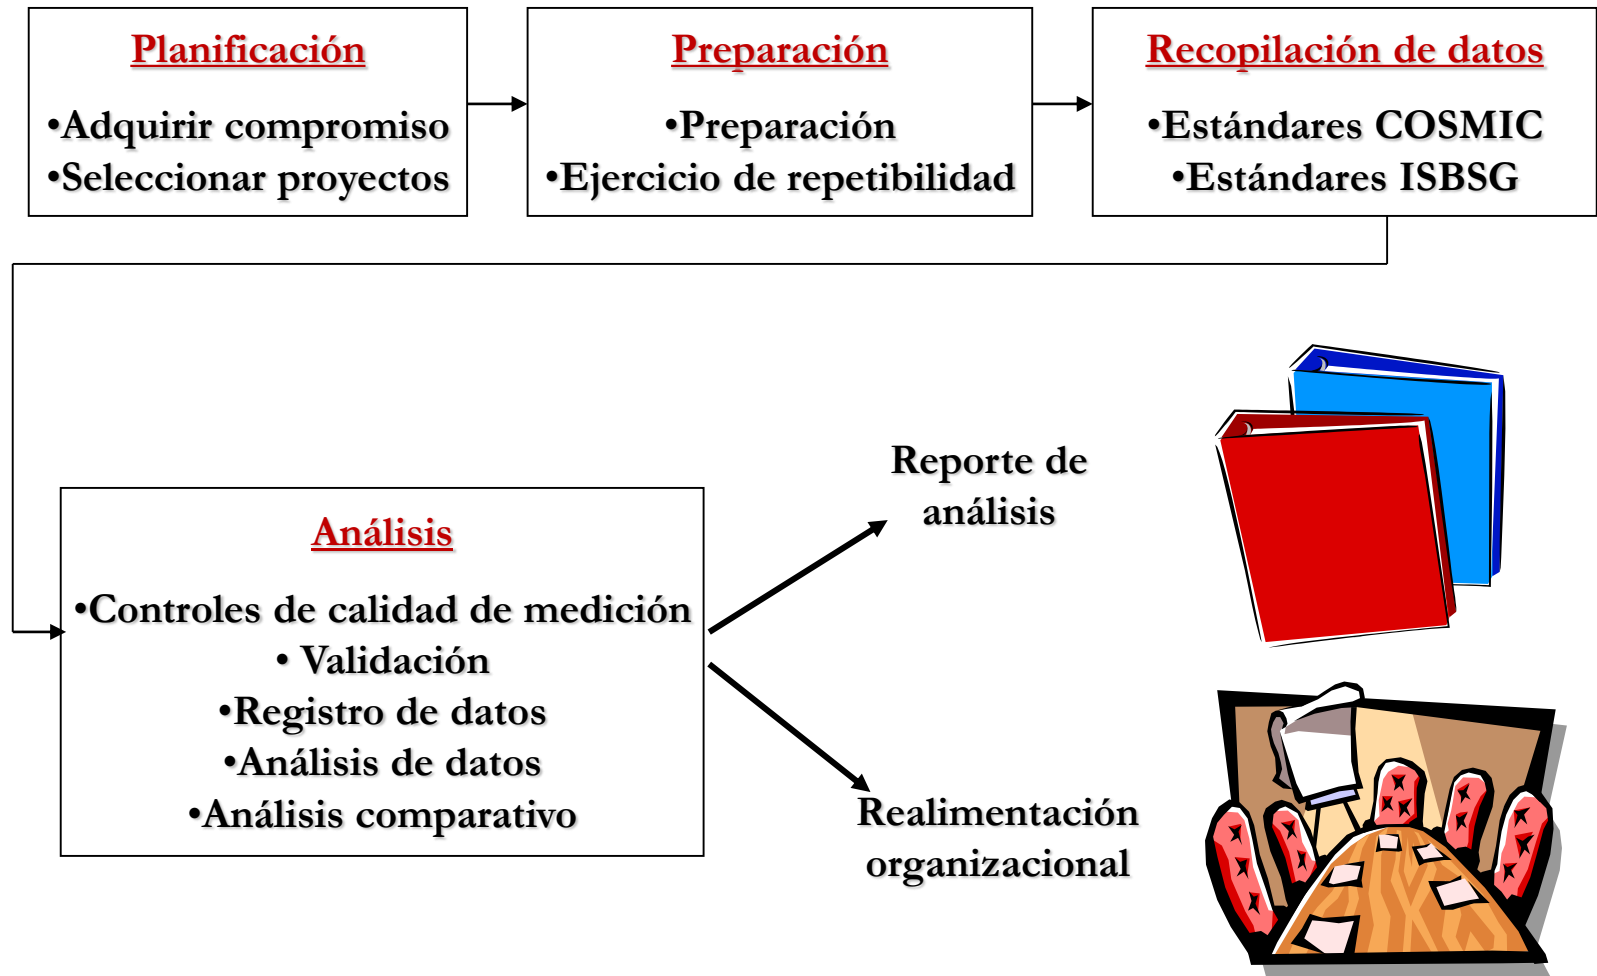 Planificación
•Adquirir compromiso
•Seleccionar proyectos
Preparación
•Preparación
•Ejercicio de repetibilidad
Recopilación de datos
•Estándares COSMIC
•Estándares ISBSG
Análisis
•Controles de calidad de medición
• Validación
•Registro de datos
•Análisis de datos
•Análisis comparativo
Reporte de
análisis
Realimentación
organizacional